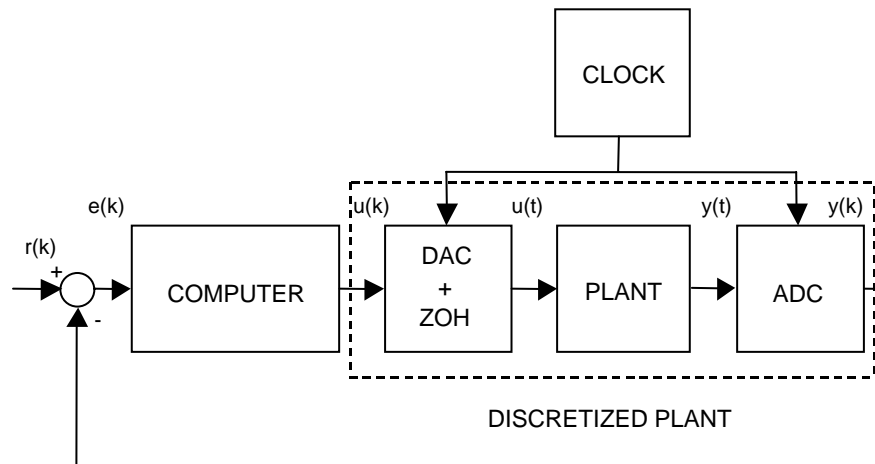 CLOCK
e(k)
u(k)
u(t)
y(t)
y(k)
r(k)
+
-
COMPUTER
DAC
+
ZOH
PLANT
ADC
DISCRETIZED PLANT